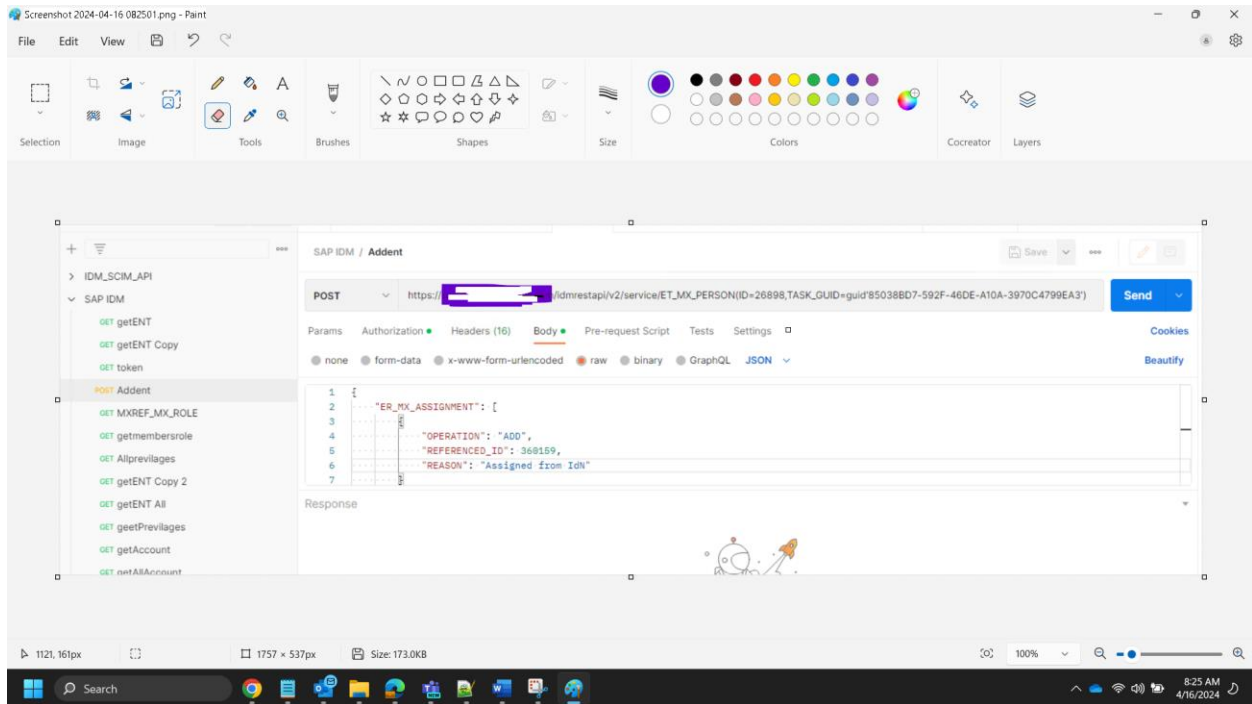 Screenshot 2024-04-16 082501.png - Paint
File Edit View
Selection Image Tools Brushes Shapes Size Colors Cocreator Layers
SAP IDM / Addent
Save
IDM_SCIM_API
SAP IDM
POST https:// /idmrestapi/v2/service/ET_MX_PERSON(ID=26898,TASK_GUID=guid'85038BD7-592F-46DE-A10A-3970C4799EA3')
Send
GET getENT
GET getENT Copy
GET token
POST Addent
GET MXREF_MX_ROLE
GET getmembersrole
GET Allprevilages
GET getENT Copy 2
GET getENT All
GET geetPrevilages
GET getAccount
GET getAllAccount
Params Authorization Headers (16) Body Pre-request Script Tests Settings
Cookies
none form-data x-www-form-urlencoded raw binary GraphQL JSON
Beautify
1 {
2 "ER_MX_ASSIGNMENT": [
3 {
4 "OPERATION": "ADD",
5 "REFERENCED_ID": 360159,
6 "REASON": "Assigned from IdN"
7 }
Response
1121, 161px
1757 × 537px
Size: 173.0KB
100%
Search
8:25 AM
4/16/2024